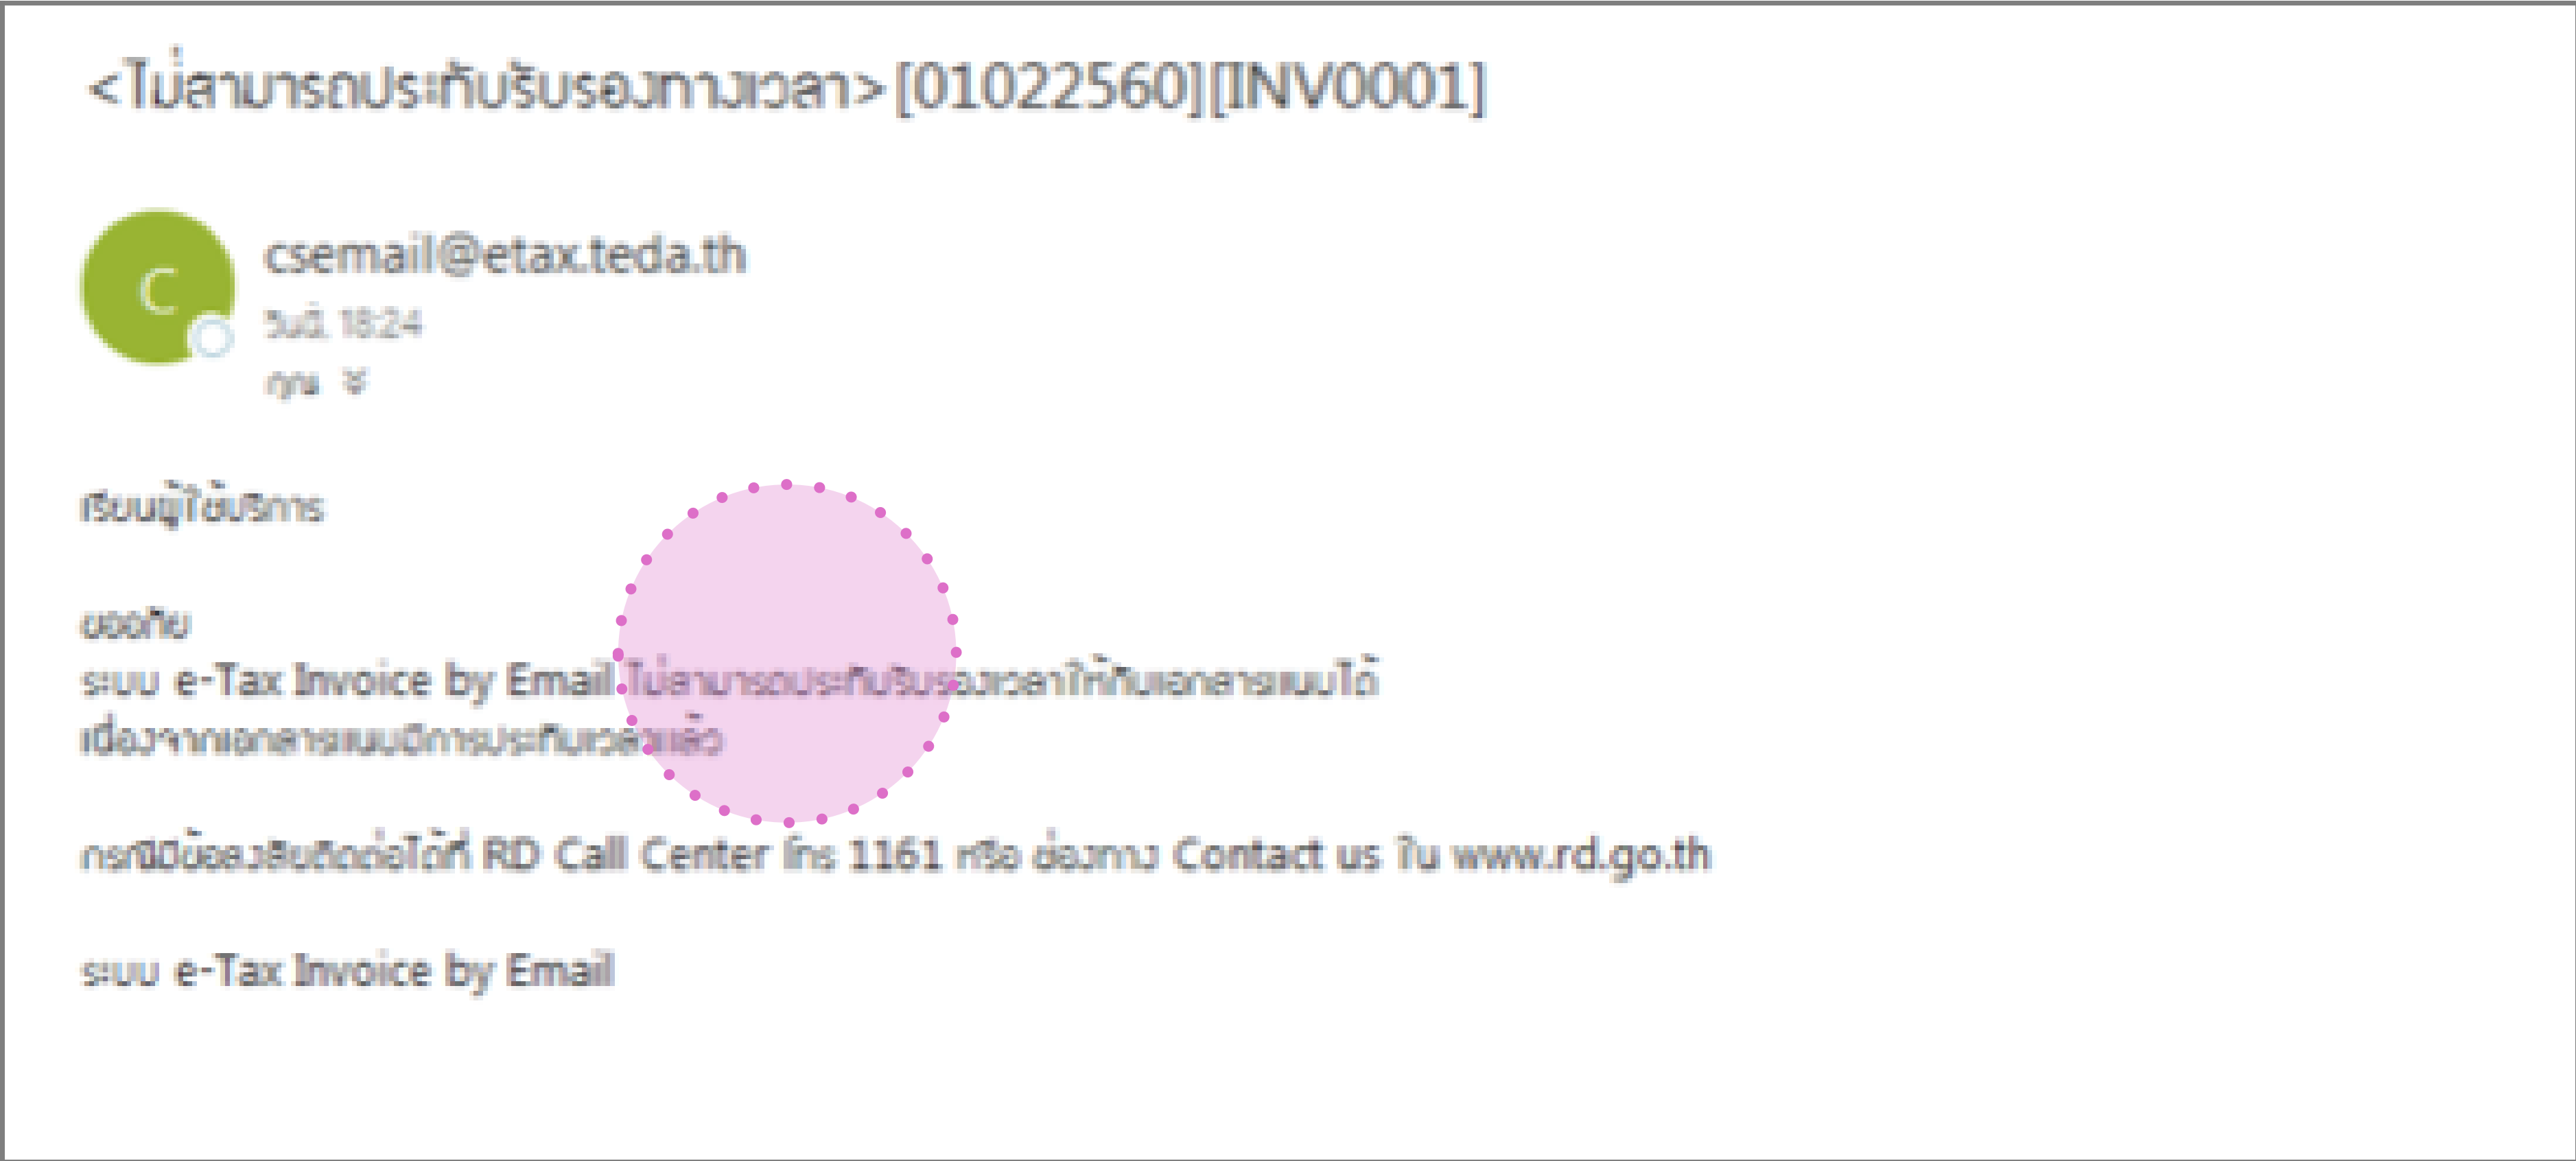 <ไม่สามารถประทับรับรองทางเวลา> [01022560][INV0001]
C
csemail@etax.teda.th
18:24
คุณ
เรียนผู้ใช้บริการ
ระบบ e-Tax Invoice by Email ไม่สามารถประทับรับรองเวลาให้กับเอกสารแนบได้
เนื่องจากเอกสารแนบมีการประทับเวลาแล้ว
กรณีมีข้อสงสัยติดต่อได้ที่ RD Call Center โทร 1161 หรือ ช่องทาง Contact us ใน www.rd.go.th
ระบบ e-Tax Invoice by Email